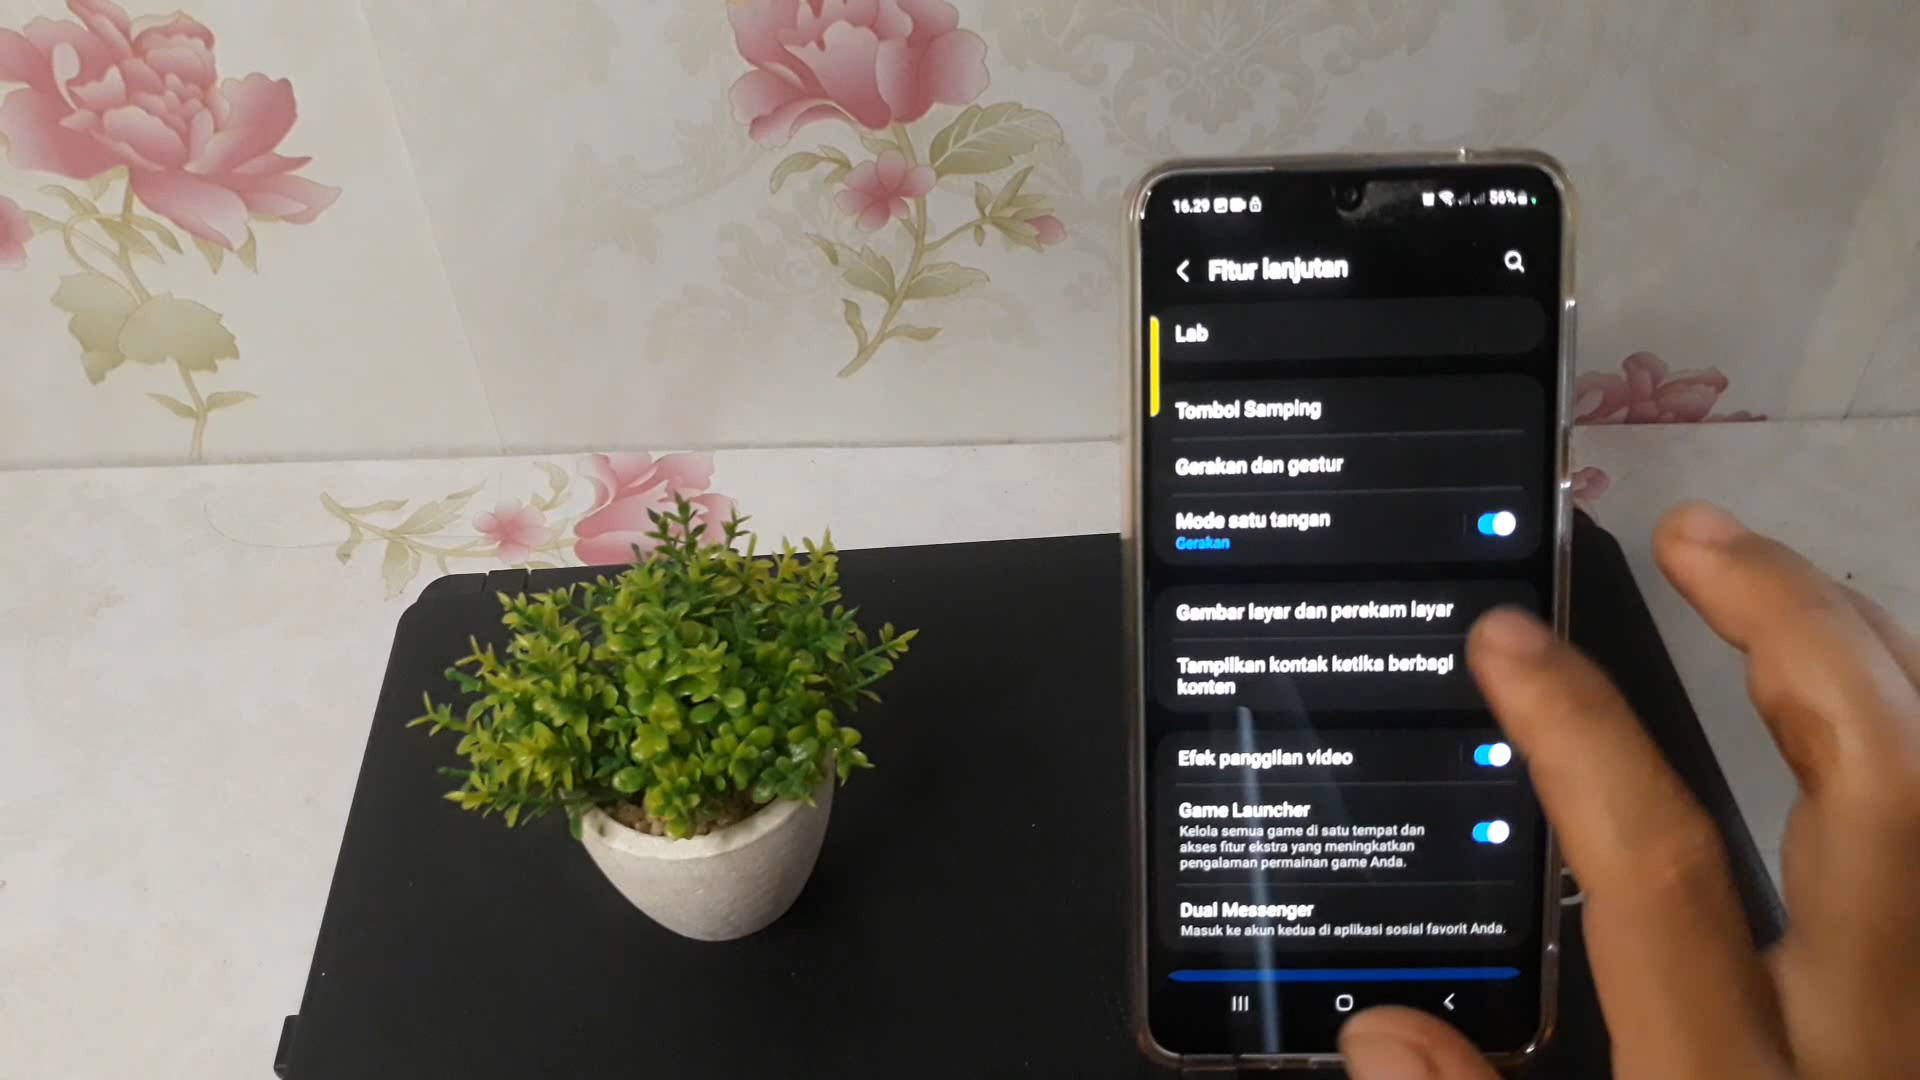 16.29
56%
Fitur lanjutan
Lab
Tombol Samping
Gerakan dan gestur
Mode satu tangan
Gerakan
Gambar layar dan perekam layar
Tampilkan kontak ketika berbagi
konten
Efek panggilan video
Game Launcher
Kelola semua game di satu tempat dan
akses fitur ekstra yang meningkatkan
pengalaman permainan game Anda.
Dual Messenger
Masuk ke akun kedua di aplikasi sosial favorit Anda.